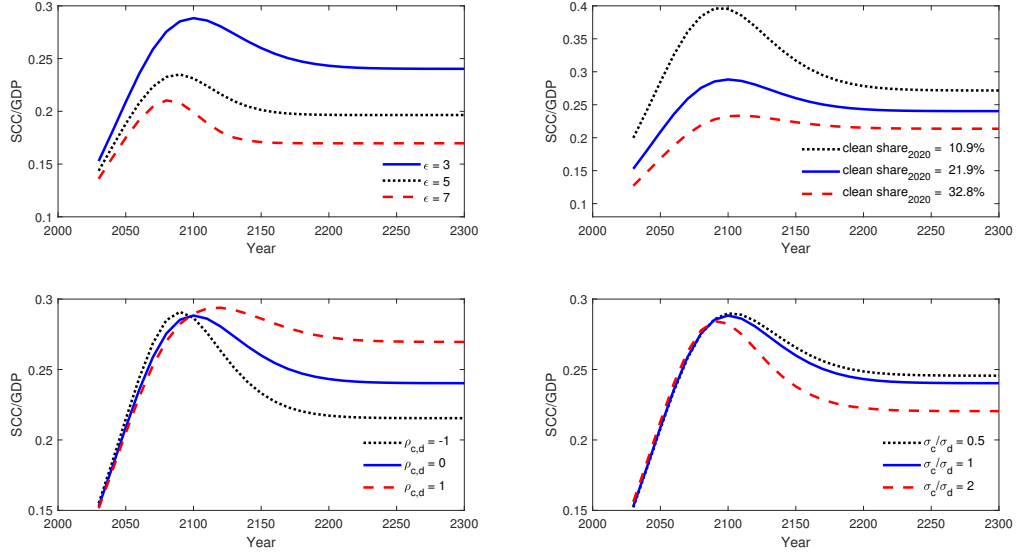 0.3
0.25
0.2
0.15
0.1
SCC/GDP
ϵ = 3
ϵ = 5
ϵ = 7
2000 2050 2100 2150 2200 2250 2300
Year
0.4
0.35
0.3
0.25
0.2
0.15
0.1
SCC/GDP
clean share2020 = 10.9%
clean share2020 = 21.9%
clean share2020 = 32.8%
2000 2050 2100 2150 2200 2250 2300
Year
0.3
0.25
0.2
0.15
SCC/GDP
ρc,d = -1
ρc,d = 0
ρc,d = 1
2000 2050 2100 2150 2200 2250 2300
Year
0.3
0.25
0.2
0.15
SCC/GDP
σc/σd = 0.5
σc/σd = 1
σc/σd = 2
2000 2050 2100 2150 2200 2250 2300
Year